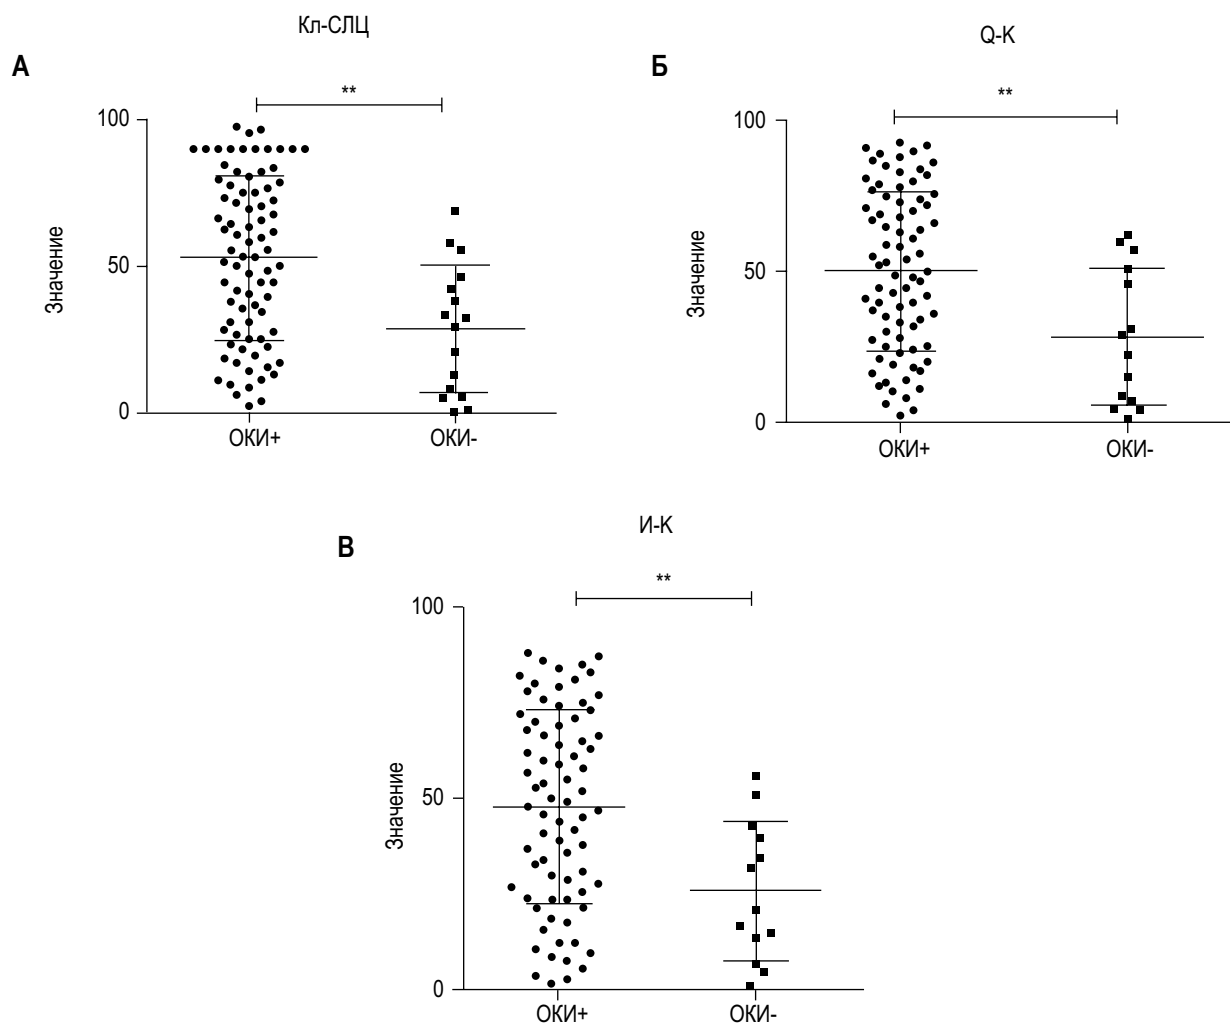 Кл-СЛЦ
А
**
Значение
100
50
0
ОКИ+
ОКИ-
Q-K
Б
**
Значение
100
50
0
ОКИ+
ОКИ-
И-K
В
**
Значение
100
50
0
ОКИ+
ОКИ-